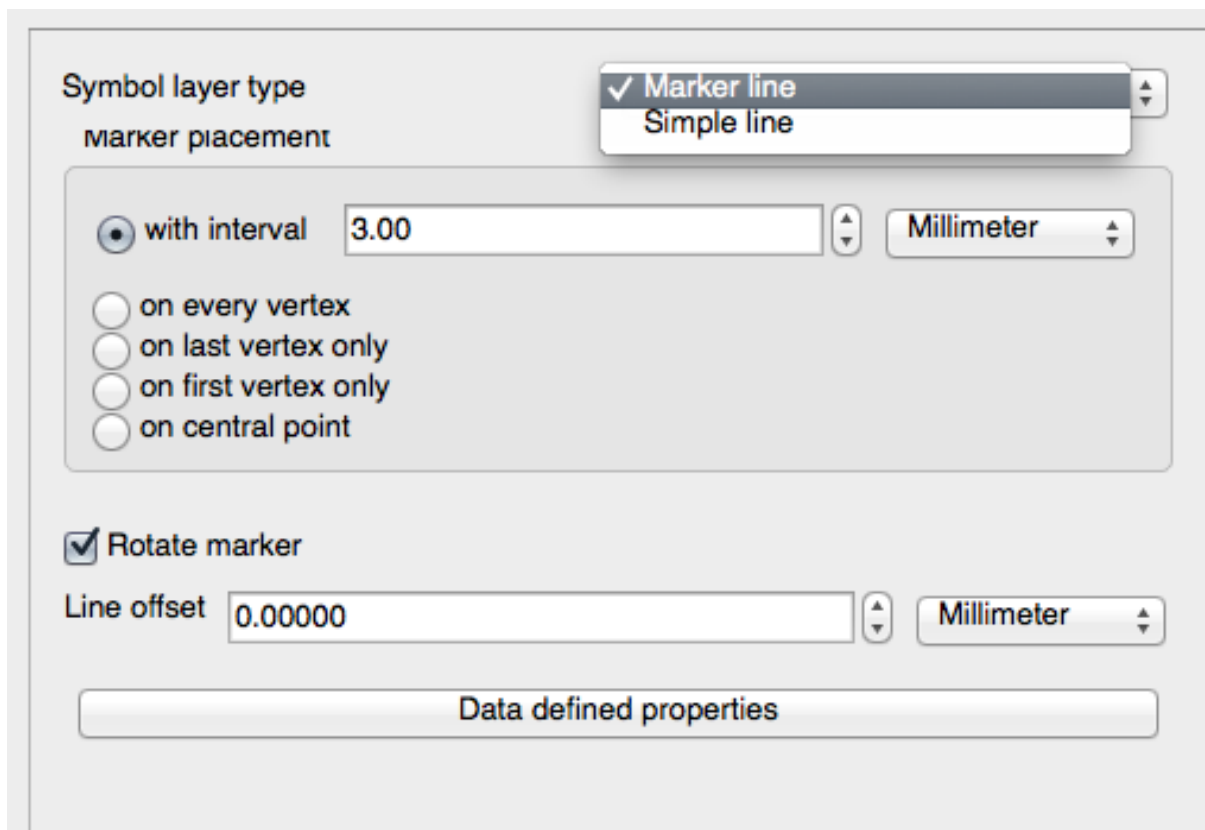 Symbol layer type
Marker line
Simple line
Marker placement
with interval 3.00 Millimeter
on every vertex
on last vertex only
on first vertex only
on central point
Rotate marker
Line offset 0.00000 Millimeter
Data defined properties